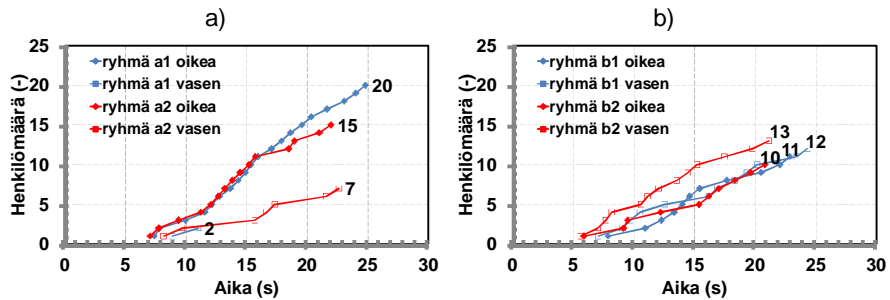 a)
25
20
15
10
5
0
Henkilömäärä (-)
ryhmä a1 oikea
ryhmä a1 vasen
ryhmä a2 oikea
ryhmä a2 vasen
20
15
7
2
0 5 10 15 20 25 30
Aika (s)
b)
25
20
15
10
5
0
Henkilömäärä (-)
ryhmä b1 oikea
ryhmä b1 vasen
ryhmä b2 oikea
ryhmä b2 vasen
13
12
11
10
0 5 10 15 20 25 30
Aika (s)